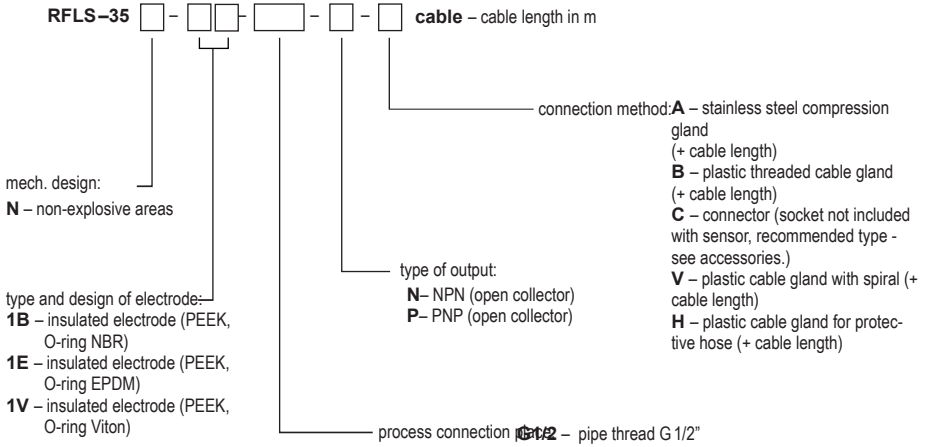 RFLS–35 – – – – cable – cable length in m
connection method: A – stainless steel compression
gland
(+ cable length)
B – plastic threaded cable gland
(+ cable length)
C – connector (socket not included
with sensor, recommended type -
see accessories.)
V – plastic cable gland with spiral (+
cable length)
H – plastic cable gland for protec-
tive hose (+ cable length)
mech. design:
N – non-explosive areas
type of output:
N– NPN (open collector)
P– PNP (open collector)
type and design of electrode:
1B – insulated electrode (PEEK,
O-ring NBR)
1E – insulated electrode (PEEK,
O-ring EPDM)
1V – insulated electrode (PEEK,
O-ring Viton)
process connection G1/2 – pipe thread G 1/2”